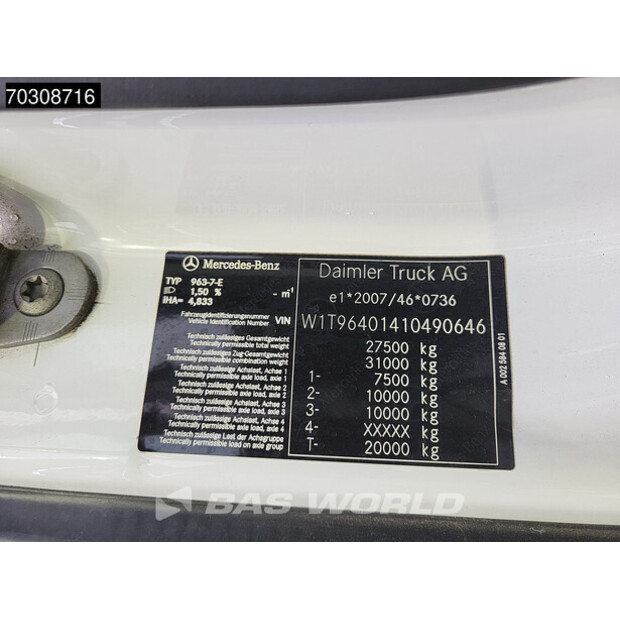 70308716
Mercedes-Benz
TYP 963-7-E
1,50 % - m⁻¹
iHA= 4,833
Daimler Truck AG
e1*2007/46*0736
Fahrzeugidentifizierungsnummer
Vehicle Identification Number VIN W1T96401410490646
Technisch zulässiges Gesamtgewicht
Technically permissible total weight 27500 kg
Technisch zulässiges Zug-Gesamtgewicht
Technically permissible combination weight 31000 kg
Technisch zulässige Achslast, Achse 1
Technically permissible axle load, axle 1 1- 7500 kg
Technisch zulässige Achslast, Achse 2
Technically permissible axle load, axle 2 2- 10000 kg
Technisch zulässige Achslast, Achse 3
Technically permissible axle load, axle 3 3- 10000 kg
Technisch zulässige Achslast, Achse 4
Technically permissible axle load, axle 4 4- XXXXX kg
Technisch zulässige Last der Achsgruppe
Technically permissible load on axle group T- 20000 kg
A 002 584 08 01
BAS WORLD